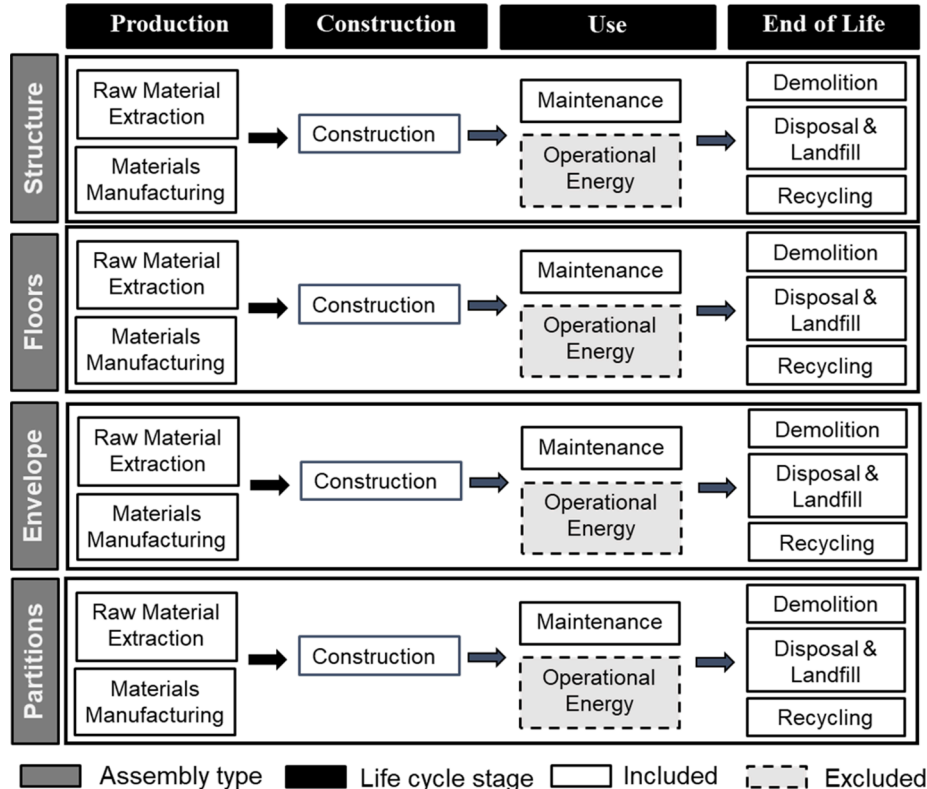 Production
Construction
Use
End of Life
Structure
Raw Material
Extraction
Materials
Manufacturing
Construction
Maintenance
Operational
Energy
Demolition
Disposal &
Landfill
Recycling
Floors
Raw Material
Extraction
Materials
Manufacturing
Construction
Maintenance
Operational
Energy
Demolition
Disposal &
Landfill
Recycling
Envelope
Raw Material
Extraction
Materials
Manufacturing
Construction
Maintenance
Operational
Energy
Demolition
Disposal &
Landfill
Recycling
Partitions
Raw Material
Extraction
Materials
Manufacturing
Construction
Maintenance
Operational
Energy
Demolition
Disposal &
Landfill
Recycling
Assembly type
Life cycle stage
Included
Excluded